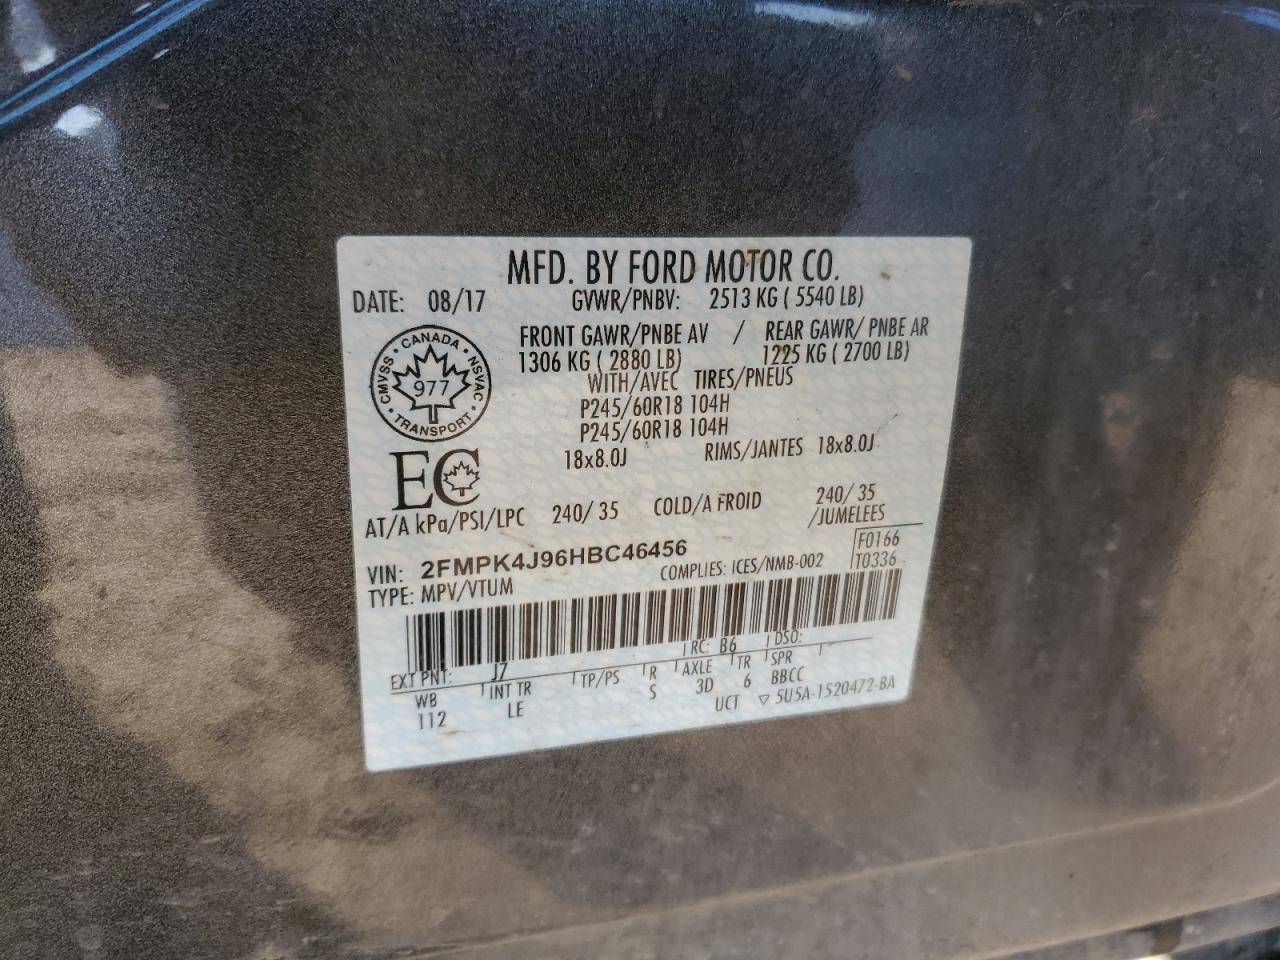 MFD. BY FORD MOTOR CO.
DATE: 08/17 GVWR/PNBV: 2513 KG ( 5540 LB)
FRONT GAWR/PNBE AV / REAR GAWR/ PNBE AR
1306 KG ( 2880 LB) 1225 KG ( 2700 LB)
WITH/AVEC TIRES/PNEUS
P245/60R18 104H
P245/60R18 104H
18x8.0J RIMS/JANTES 18x8.0J
CANADA
CMVSS · NSVAC
977
TRANSPORT
EC
AT/A kPa/PSI/LPC 240/ 35 COLD/A FROID 240/ 35
/JUMELEES
VIN: 2FMPK4J96HBC46456
F0166
TYPE: MPV/VTUM COMPLIES: ICES/NMB-002 T0336
EXT PNT: J7 RC: B6 DSO:
WB INT TR TP/PS R AXLE TR SPR
112 LE S 3D 6 BBCC
UCT ▽ 5U5A-1520472-BA